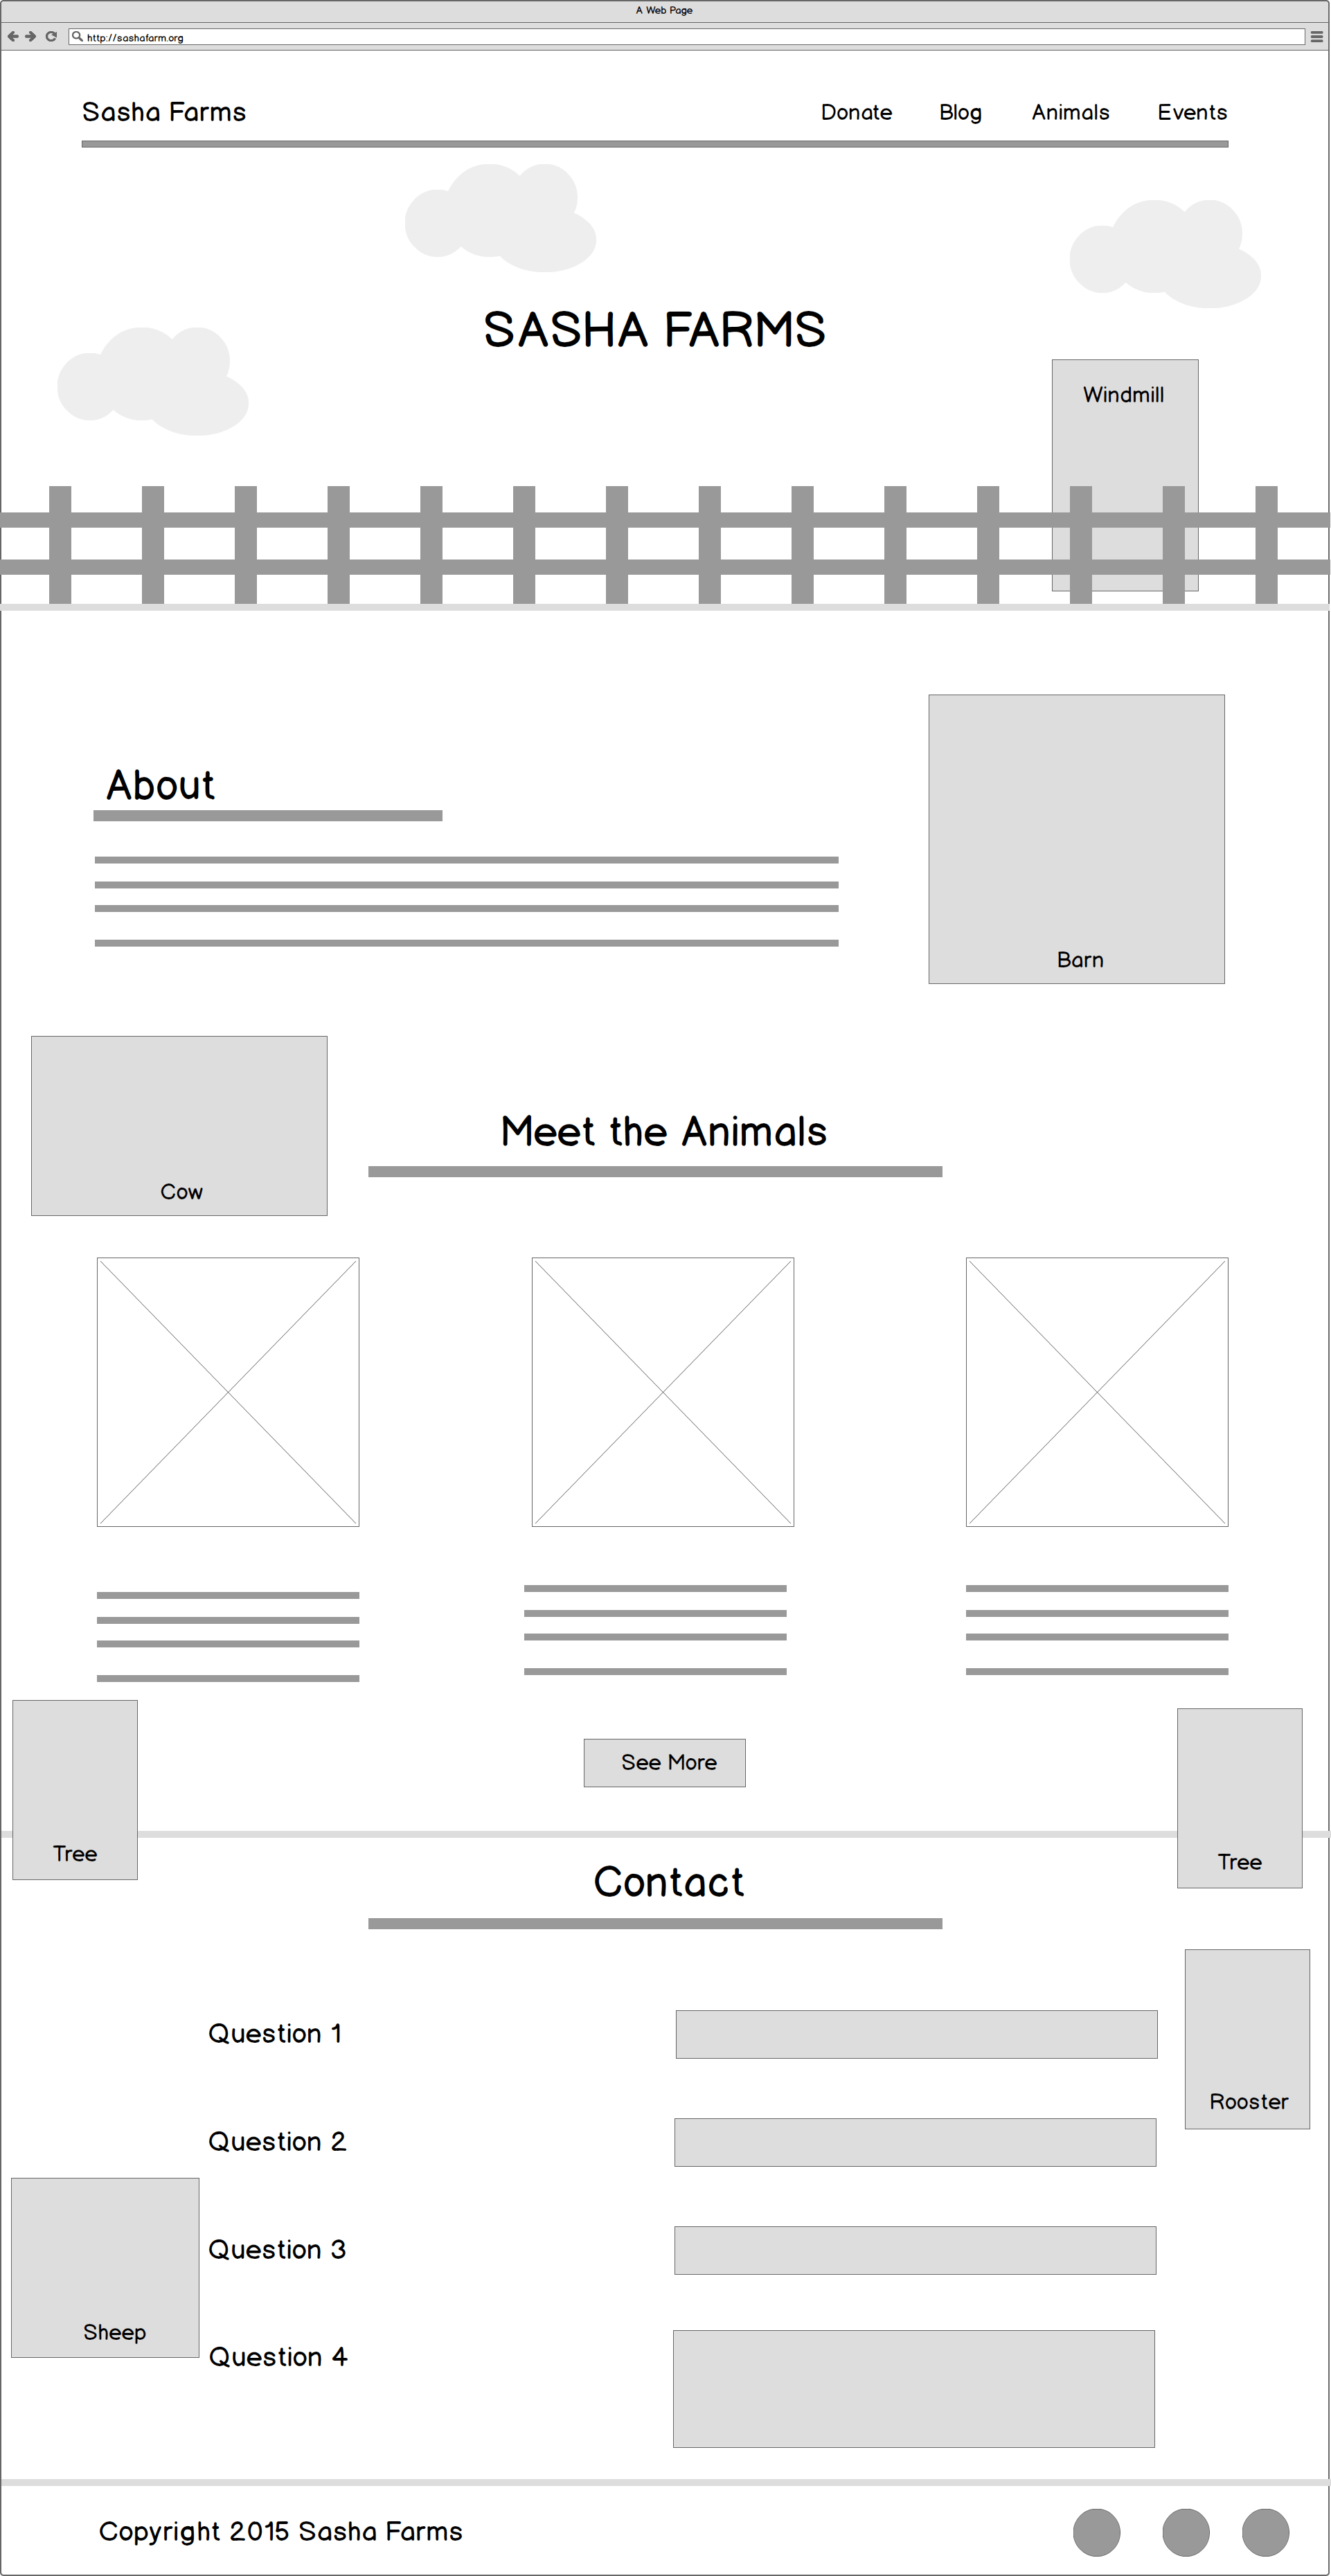 A Web Page
http://sashafarm.org
Sasha Farms
Donate Blog Animals Events
SASHA FARMS
Windmill
About
Barn
Cow
Meet the Animals
See More
Tree
Tree
Contact
Question 1
Rooster
Question 2
Question 3
Sheep
Question 4
Copyright 2015 Sasha Farms